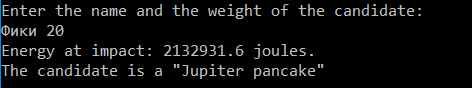 Enter the name and the weight of the candidate:
Фики 20
Energy at impact: 2132931.6 joules.
The candidate is a "Jupiter pancake"